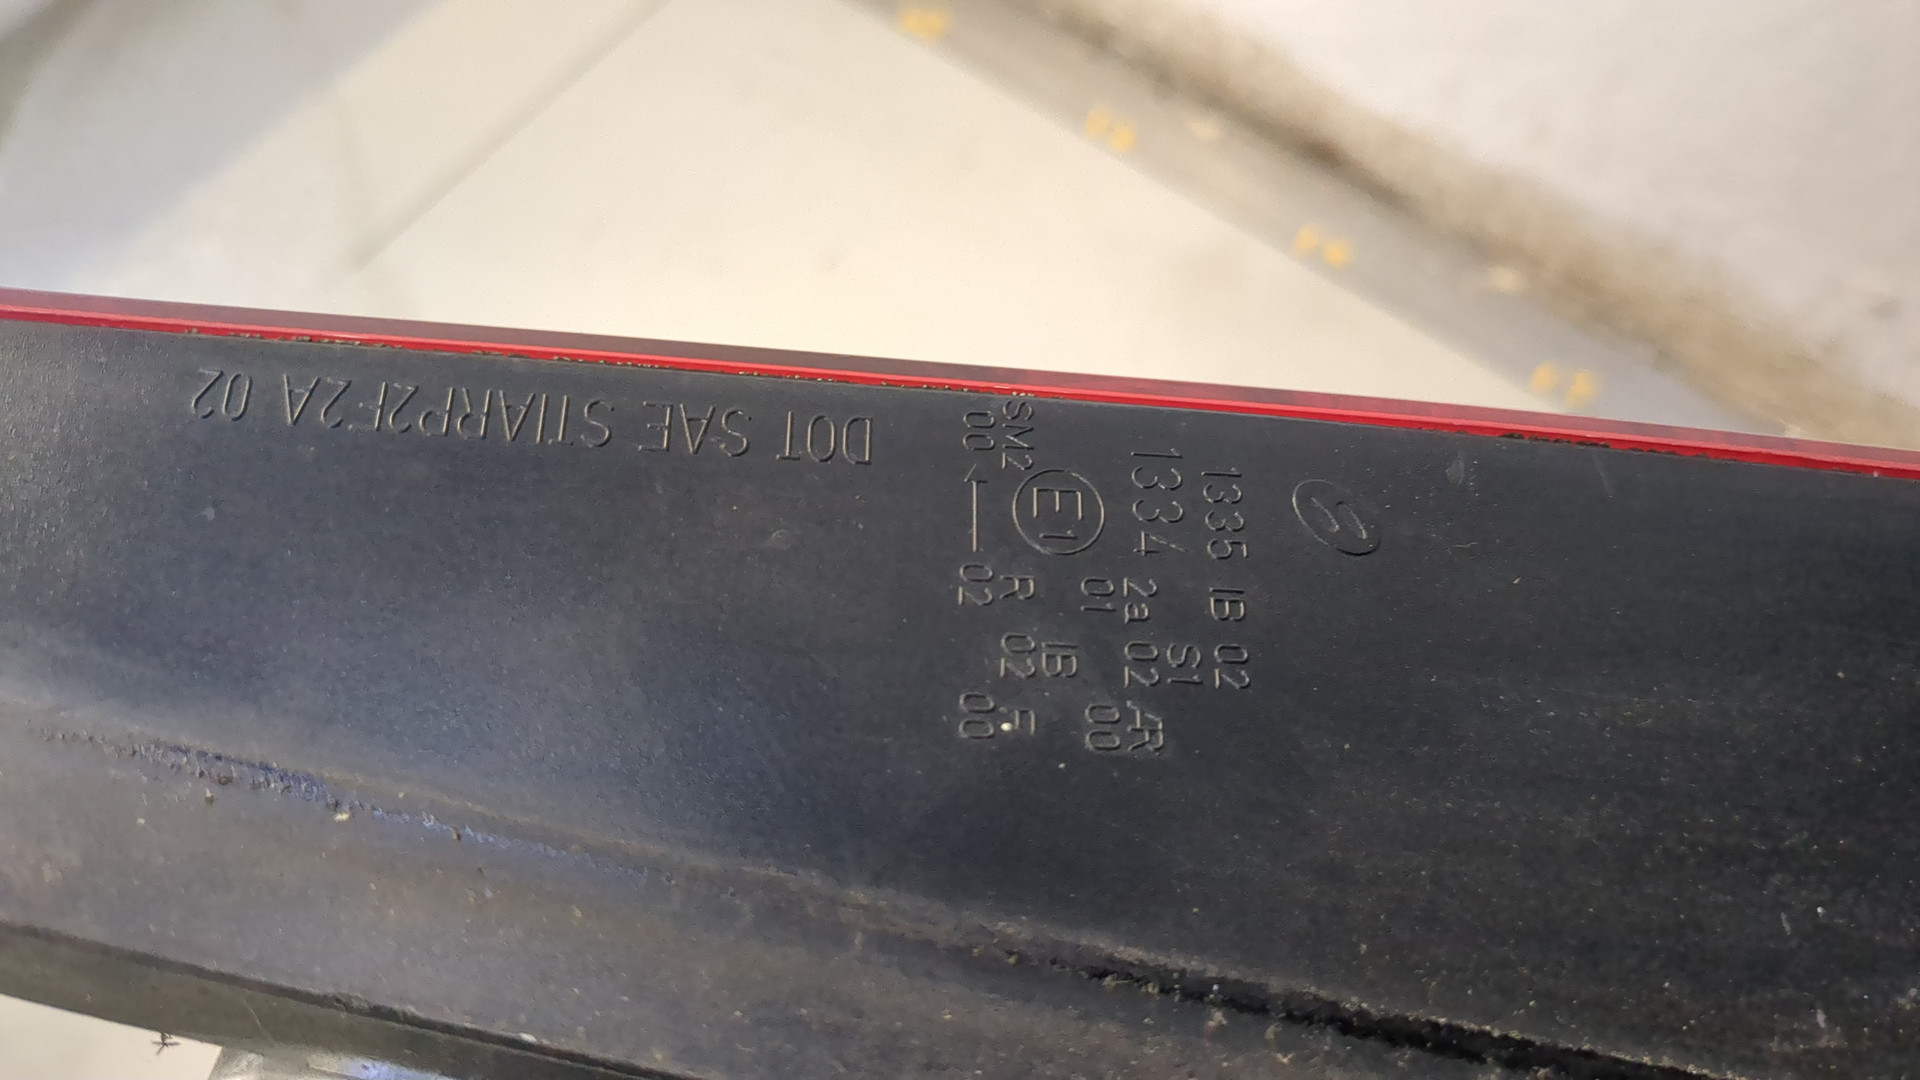 DOT SAE STIARP2F2A 02
1335 IB 02
S1
1334 2a 02 AR
01 00
E1 IB
SM2 R 02 F
00 ← 02 00